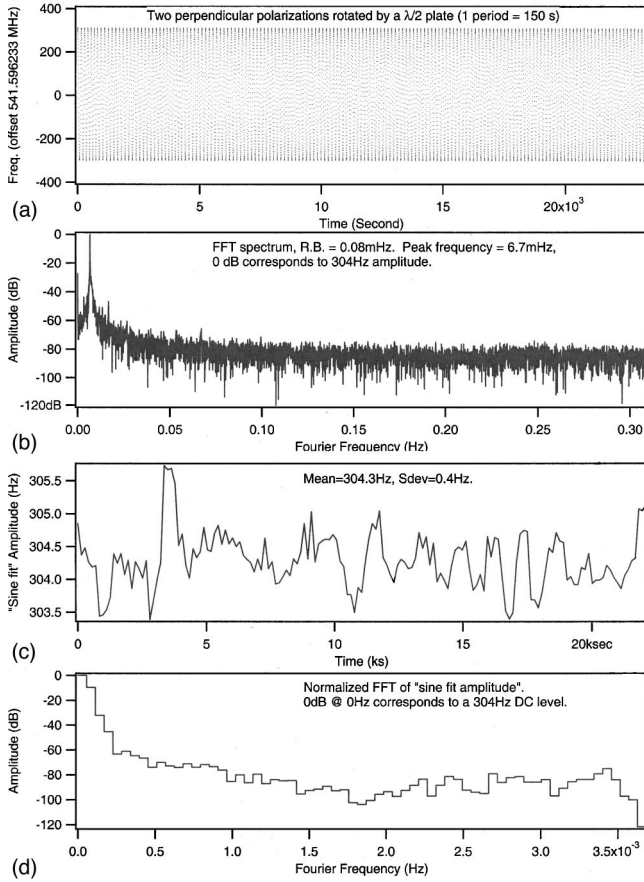 Two perpendicular polarizations rotated by a λ/2 plate (1 period = 150 s)
Freq. (offset 541.596233 MHz)
400
200
0
-200
-400
0
5
10
15
20x10³
Time (Second)
(a)
FFT spectrum, R.B. = 0.08mHz. Peak frequency = 6.7mHz,
0 dB corresponds to 304Hz amplitude.
Amplitude (dB)
0
-20
-40
-60
-80
-100
-120dB
0.00
0.05
0.10
0.15
0.20
0.25
0.30
Fourier Frequency (Hz)
(b)
Mean=304.3Hz, Sdev=0.4Hz.
"Sine fit" Amplitude (Hz)
305.5
305.0
304.5
304.0
303.5
0
5
10
15
20ksec
Time (ks)
(c)
Normalized FFT of "sine fit amplitude".
0dB @ 0Hz corresponds to a 304Hz DC level.
Amplitude (dB)
0
-20
-40
-60
-80
-100
-120
0.0
0.5
1.0
1.5
2.0
2.5
3.0
3.5x10⁻³
Fourier Frequency (Hz)
(d)